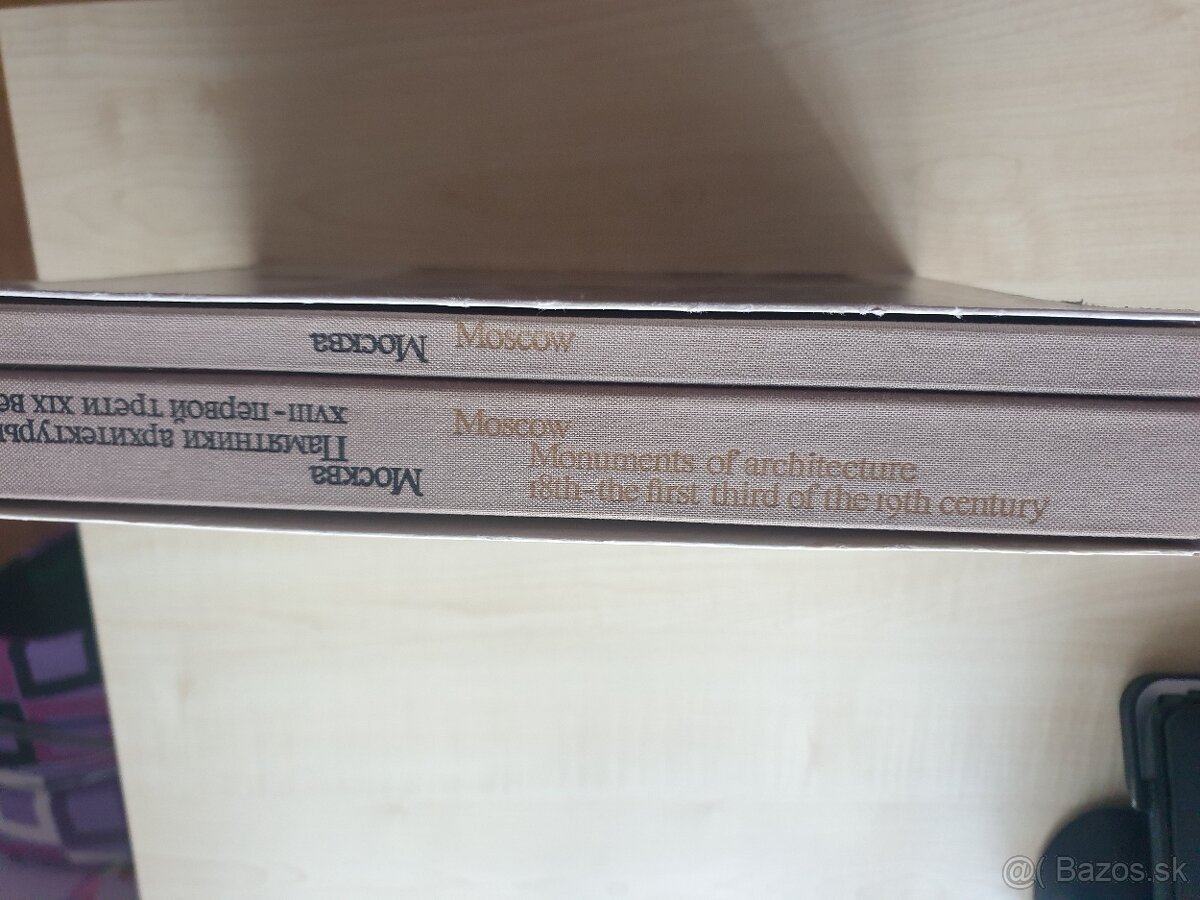 Москва
Moscow
Москва
Памятники архитектуры
XVIII - первой трети XIX
Moscow
Monuments of architecture
18th-the first third of the 19th century
@( Bazos.sk